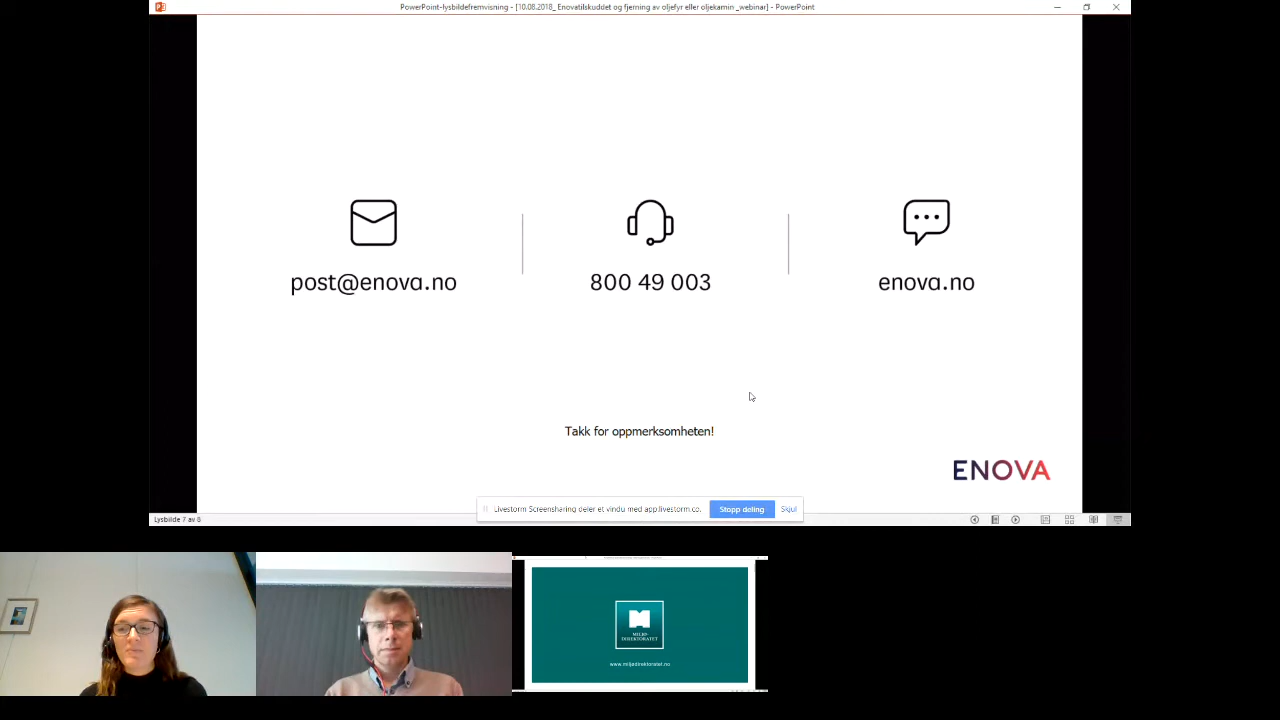 PowerPoint-lysbildefremvisning - [10.08.2018_ Enovatilskuddet og fjerning av oljefyr eller oljekamin _webinar] - PowerPoint
post@enova.no
800 49 003
enova.no
Takk for oppmerksomheten!
ENOVA
Livestorm Screensharing deler et vindu med app.livestorm.co.
Stopp deling
Skjul
Lysbilde 7 av 8
MILJØ-
DIREKTORATET
www.miljødirektoratet.no